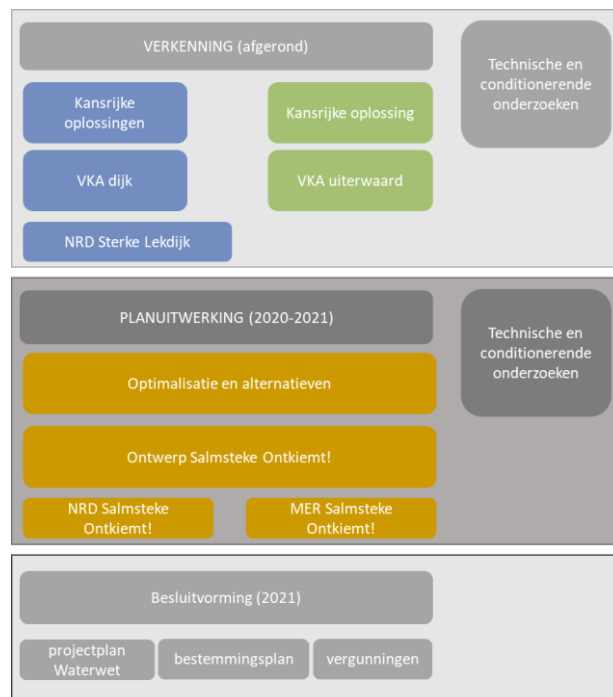 VERKENNING (afgerond)
Technische en
conditionerende
onderzoeken
Kansrijke
oplossingen
Kansrijke oplossing
VKA dijk
VKA uiterwaard
NRD Sterke Lekdijk
PLANUITWERKING (2020-2021)
Technische en
conditionerende
onderzoeken
Optimalisatie en alternatieven
Ontwerp Salmsteke Ontkiemt!
NRD Salmsteke
Ontkiemt!
MER Salmsteke
Ontkiemt!
Besluitvorming (2021)
projectplan
Waterwet
bestemmingsplan
vergunningen